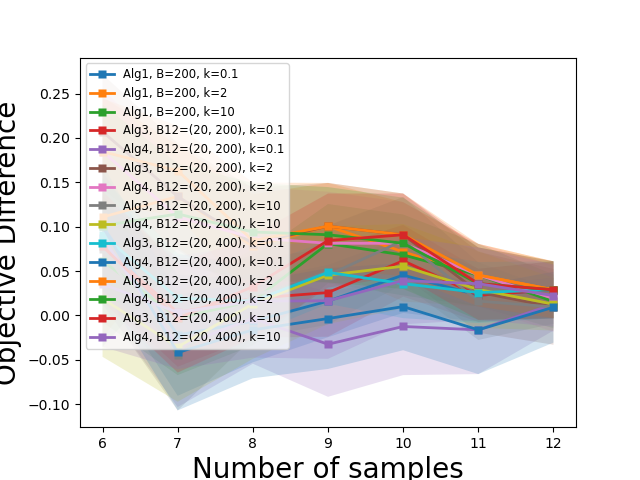 Objective Difference
0.25
0.20
0.15
0.10
0.05
0.00
−0.05
−0.10
Alg1, B=200, k=0.1
Alg1, B=200, k=2
Alg1, B=200, k=10
Alg3, B12=(20, 200), k=0.1
Alg4, B12=(20, 200), k=0.1
Alg3, B12=(20, 200), k=2
Alg4, B12=(20, 200), k=2
Alg3, B12=(20, 200), k=10
Alg4, B12=(20, 200), k=10
Alg3, B12=(20, 400), k=0.1
Alg4, B12=(20, 400), k=0.1
Alg3, B12=(20, 400), k=2
Alg4, B12=(20, 400), k=2
Alg3, B12=(20, 400), k=10
Alg4, B12=(20, 400), k=10
6 7 8 9 10 11 12
Number of samples